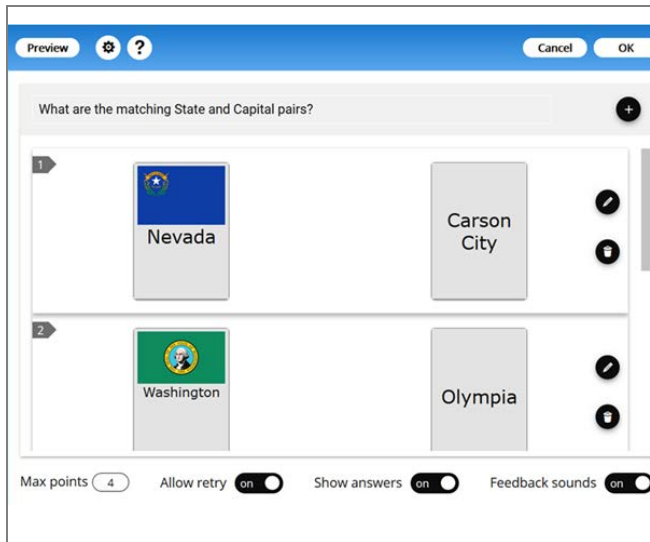 Preview ? Cancel OK
What are the matching State and Capital pairs?
1
Nevada
Carson
City
2
Washington
Olympia
Max points 4 Allow retry on Show answers on Feedback sounds on